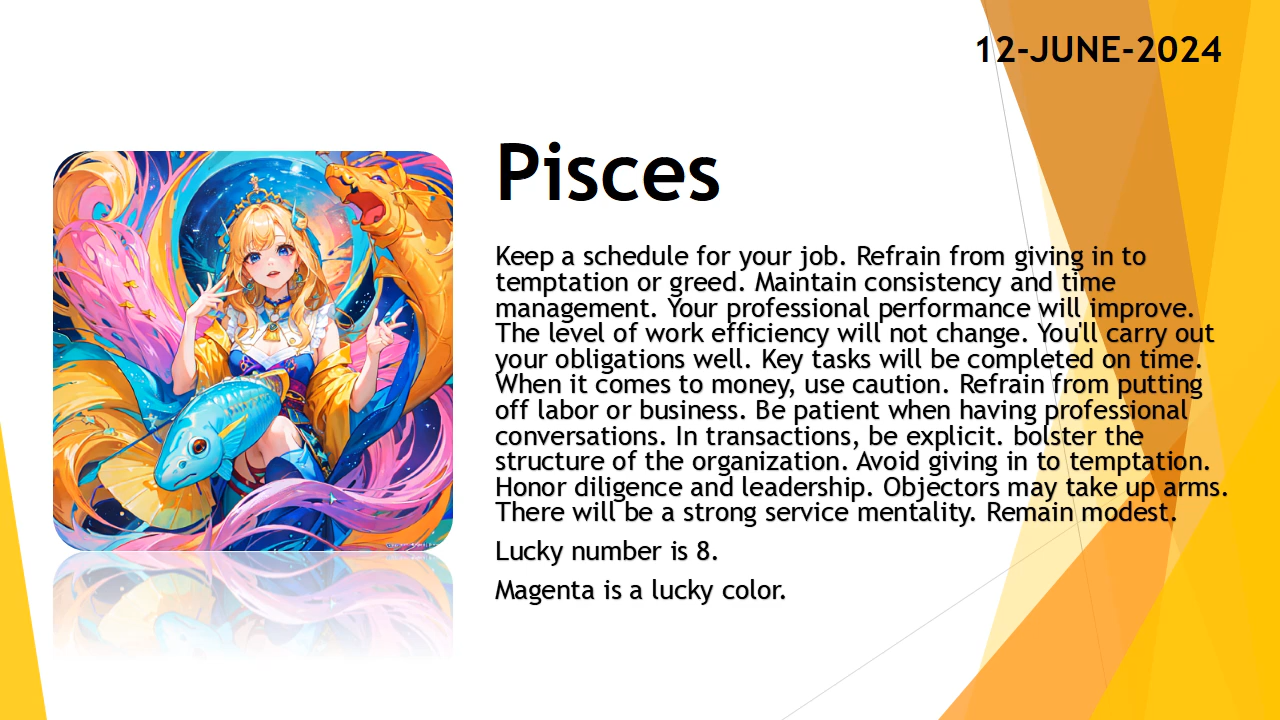 12-JUNE-2024
Pisces
Keep a schedule for your job. Refrain from giving in to
temptation or greed. Maintain consistency and time
management. Your professional performance will improve.
The level of work efficiency will not change. You'll carry out
your obligations well. Key tasks will be completed on time.
When it comes to money, use caution. Refrain from putting
off labor or business. Be patient when having professional
conversations. In transactions, be explicit. bolster the
structure of the organization. Avoid giving in to temptation.
Honor diligence and leadership. Objectors may take up arms.
There will be a strong service mentality. Remain modest.
Lucky number is 8.
Magenta is a lucky color.